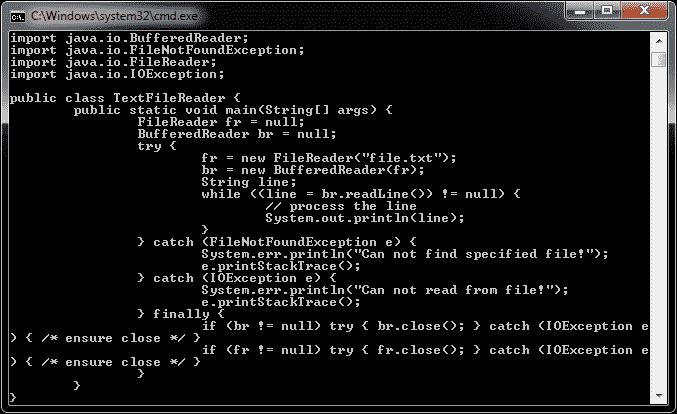 C:\Windows\system32\cmd.exe
import java.io.BufferedReader;
import java.io.FileNotFoundException;
import java.io.FileReader;
import java.io.IOException;

public class TextFileReader {
        public static void main(String[] args) {
                FileReader fr = null;
                BufferedReader br = null;
                try {
                        fr = new FileReader("file.txt");
                        br = new BufferedReader(fr);
                        String line;
                        while ((line = br.readLine()) != null) {
                                // process the line
                                System.out.println(line);
                        }
                } catch (FileNotFoundException e) {
                        System.err.println("Can not find specified file!");
                        e.printStackTrace();
                } catch (IOException e) {
                        System.err.println("Can not read from file!");
                        e.printStackTrace();
                } finally {
                        if (br != null) try { br.close(); } catch (IOException e
) { /* ensure close */ }
                        if (fr != null) try { fr.close(); } catch (IOException e
) { /* ensure close */ }
                }
        }
}